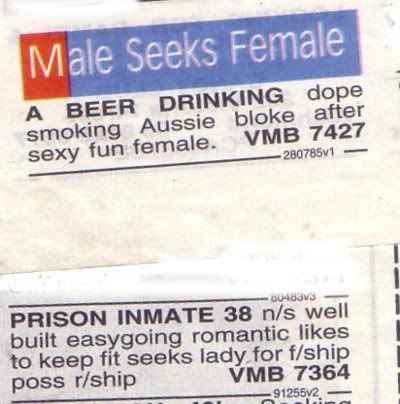 Male Seeks Female
A BEER DRINKING dope
smoking Aussie bloke after
sexy fun female. VMB 7427
280785v1
80483v3
PRISON INMATE 38 n/s well
built easygoing romantic likes
to keep fit seeks lady for f/ship
poss r/ship VMB 7364
91255v2